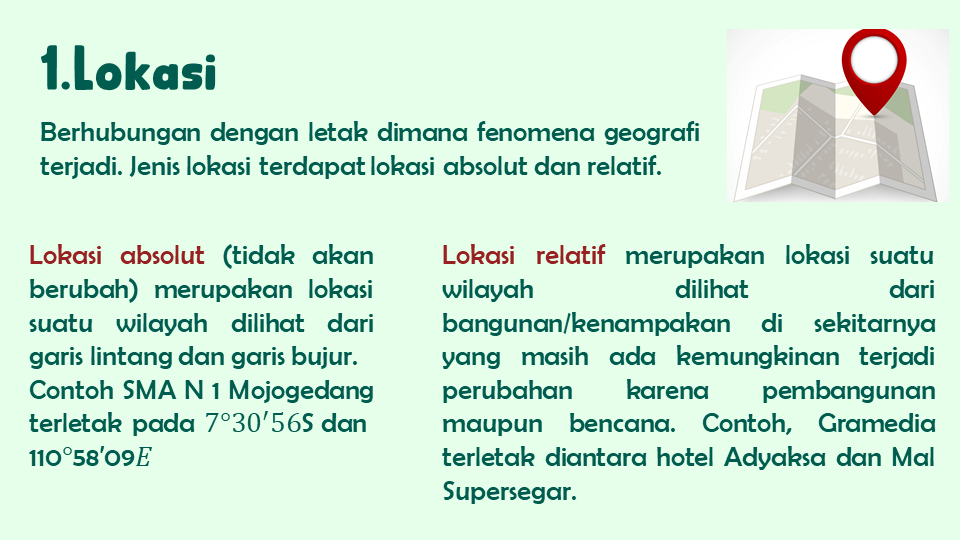 1.Lokasi
Berhubungan dengan letak dimana fenomena geografi
terjadi. Jenis lokasi terdapat lokasi absolut dan relatif.
Lokasi absolut (tidak akan
berubah) merupakan lokasi
suatu wilayah dilihat dari
garis lintang dan garis bujur.
Contoh SMA N 1 Mojogedang
terletak pada 7°30′56S dan
110°58′09E
Lokasi relatif merupakan lokasi suatu
wilayah dilihat dari
bangunan/kenampakan di sekitarnya
yang masih ada kemungkinan terjadi
perubahan karena pembangunan
maupun bencana. Contoh, Gramedia
terletak diantara hotel Adyaksa dan Mal
Supersegar.